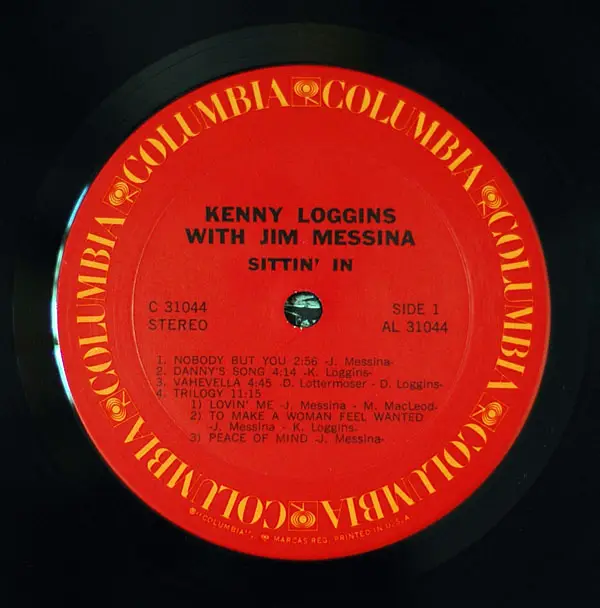 COLUMBIA COLUMBIA COLUMBIA COLUMBIA COLUMBIA COLUMBIA COLUMBIA COLUMBIA
KENNY LOGGINS
WITH JIM MESSINA
SITTIN' IN
C 31044 SIDE 1
STEREO AL 31044
1. NOBODY BUT YOU 2:56 -J. Messina-
2. DANNY'S SONG 4:14 -K. Loggins-
3. VAHEVELLA 4:45 -D. Lottermoser - D. Loggins-
4. TRILOGY 11:15
1) LOVIN' ME -J. Messina - M. MacLeod-
2) TO MAKE A WOMAN FEEL WANTED
-J. Messina - K. Loggins-
3) PEACE OF MIND -J. Messina-
®"COLUMBIA", MARCAS REG. PRINTED IN U.S.A.